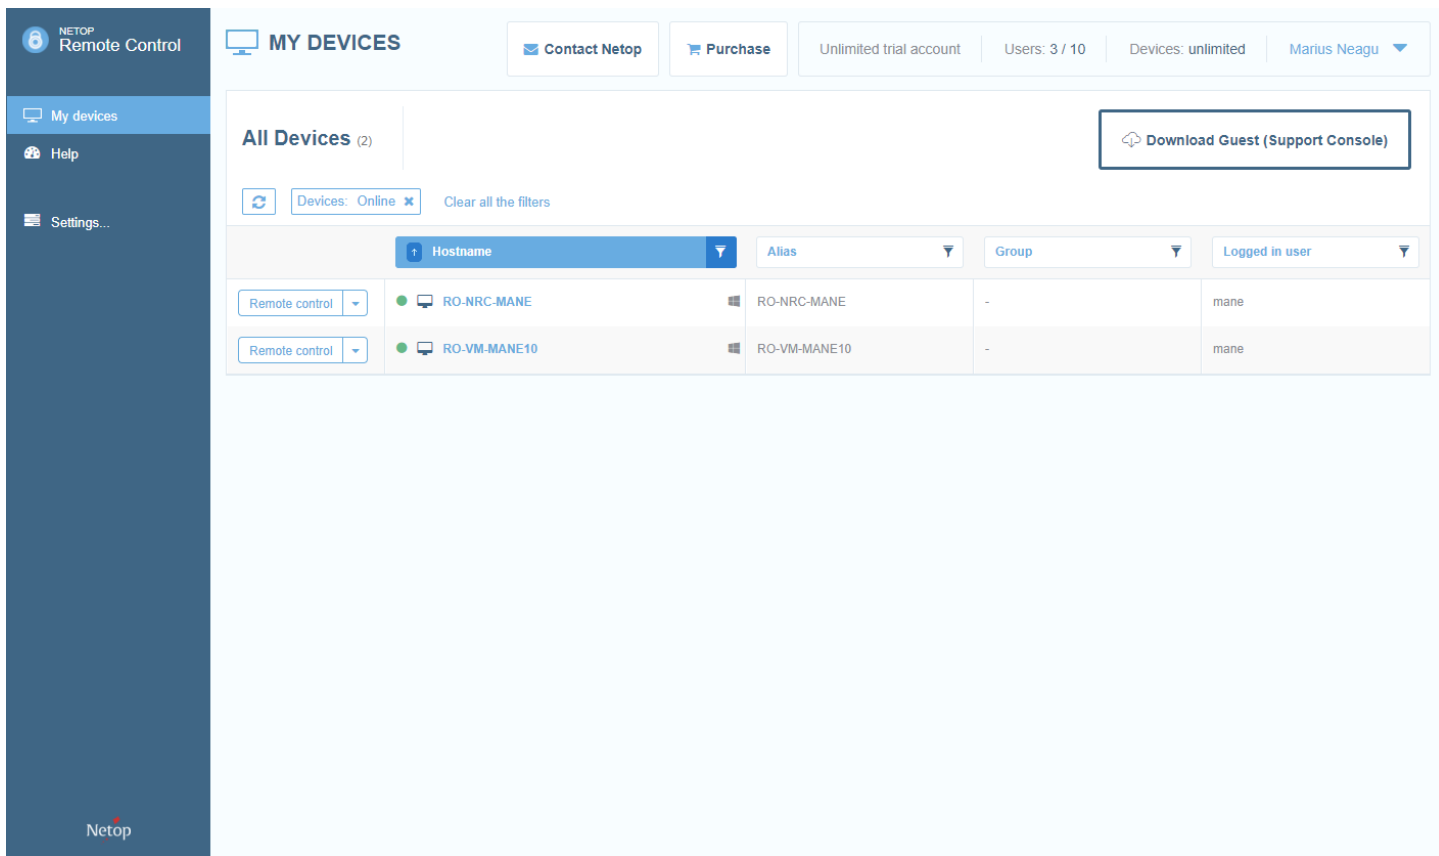 NETOP
Remote Control
My devices
Help
Settings...
Netop
MY DEVICES
Contact Netop
Purchase
Unlimited trial account
Users: 3 / 10
Devices: unlimited
Marius Neagu
All Devices (2)
Download Guest (Support Console)
Devices: Online ×
Clear all the filters
↑ Hostname Alias Group Logged in user
Remote control RO-NRC-MANE RO-NRC-MANE - mane
Remote control RO-VM-MANE10 RO-VM-MANE10 - mane